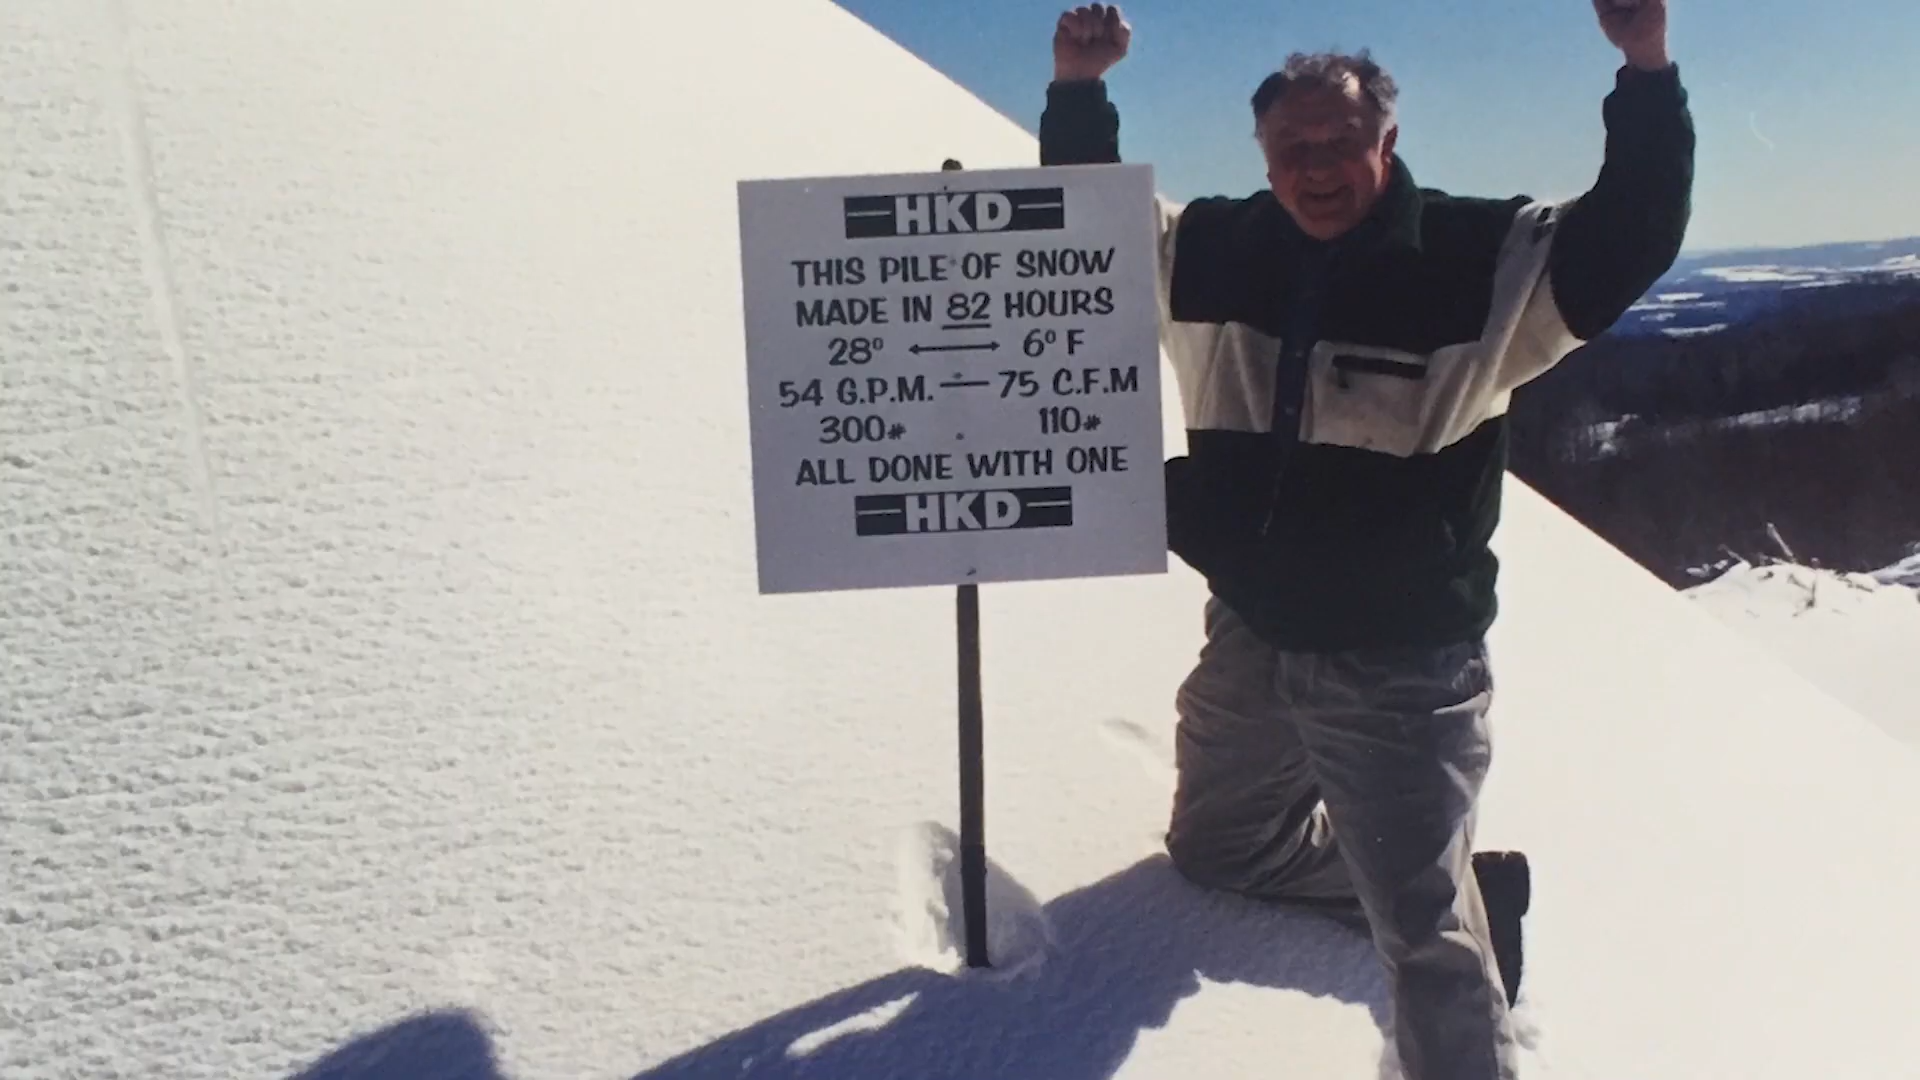 HKD
THIS PILE OF SNOW
MADE IN 82 HOURS
28° ⟷ 6° F
54 G.P.M. — 75 C.F.M
300# 110#
ALL DONE WITH ONE
HKD